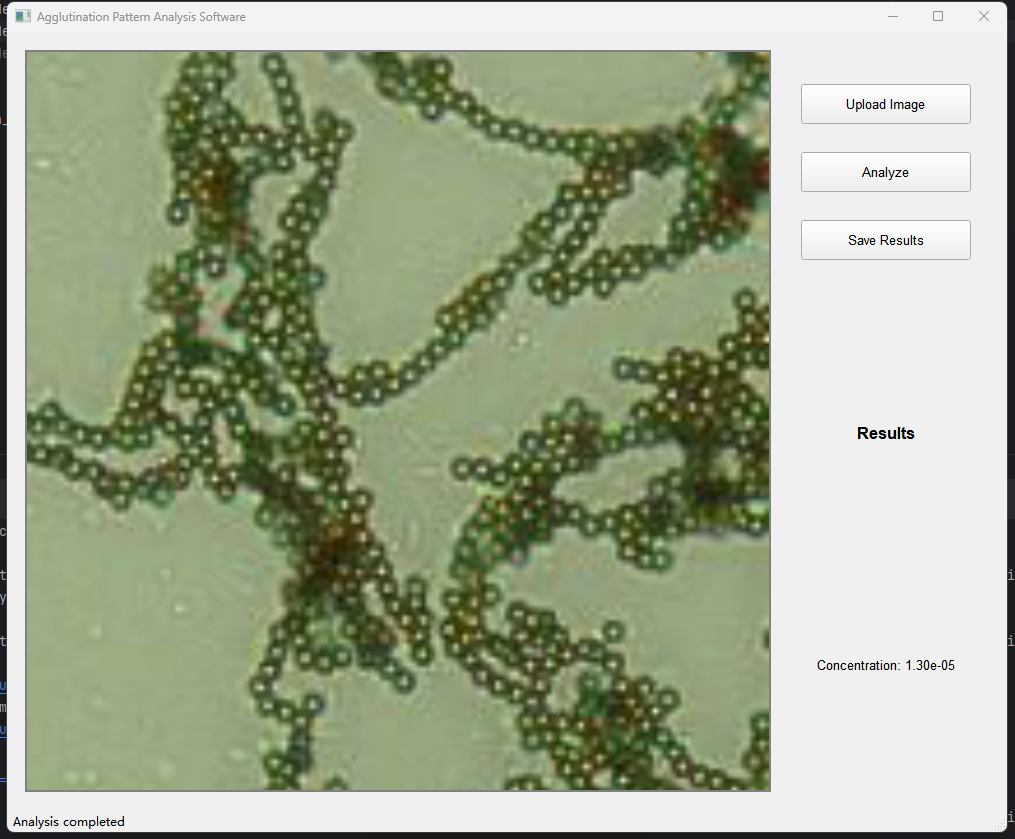 Agglutination Pattern Analysis Software
Upload Image
Analyze
Save Results
Results
Concentration: 1.30e-05
Analysis completed